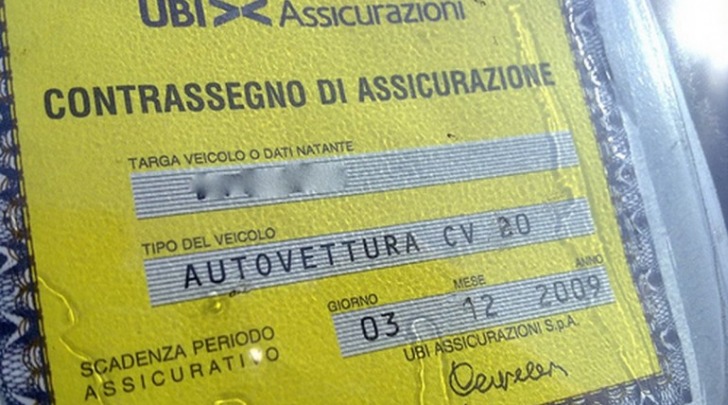 UBI Assicurazioni
CONTRASSEGNO DI ASSICURAZIONE
TARGA VEICOLO O DATI NATANTE
TIPO DEL VEICOLO
AUTOVETTURA CV 20
GIORNO MESE ANNO
03 12 2009
SCADENZA PERIODO
ASSICURATIVO
UBI ASSICURAZIONI S.p.A.